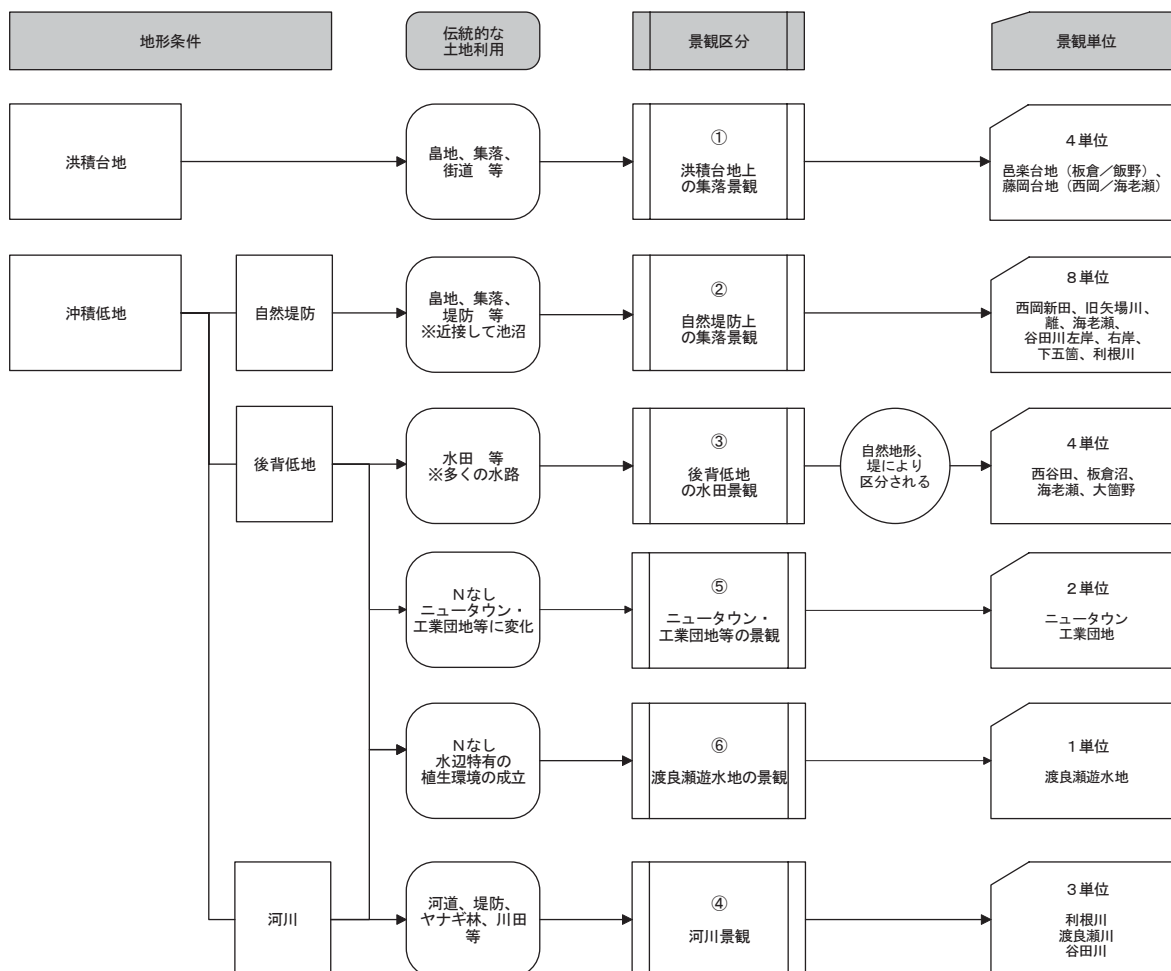 地形条件
伝統的な
土地利用
景観区分
景観単位
洪積台地
畠地、集落、
街道　等
①
洪積台地上
の集落景観
4単位
邑楽台地（板倉／飯野）、
藤岡台地（西岡／海老瀬）
沖積低地
自然堤防
畠地、集落、
堤防　等
※近接して池沼
②
自然堤防上
の集落景観
8単位
西岡新田、旧矢場川、
離、海老瀬、
谷田川左岸、右岸、
下五箇、利根川
後背低地
水田　等
※多くの水路
③
後背低地
の水田景観
自然地形、
堤により
区分される
4単位
西谷田、板倉沼、
海老瀬、大箇野
Nなし
ニュータウン・
工業団地等に変化
⑤
ニュータウン・
工業団地等の景観
2単位
ニュータウン
工業団地
Nなし
水辺特有の
植生環境の成立
⑥
渡良瀬遊水地の景観
1単位
渡良瀬遊水地
河川
河道、堤防、
ヤナギ林、川田
等
④
河川景観
3単位
利根川
渡良瀬川
谷田川